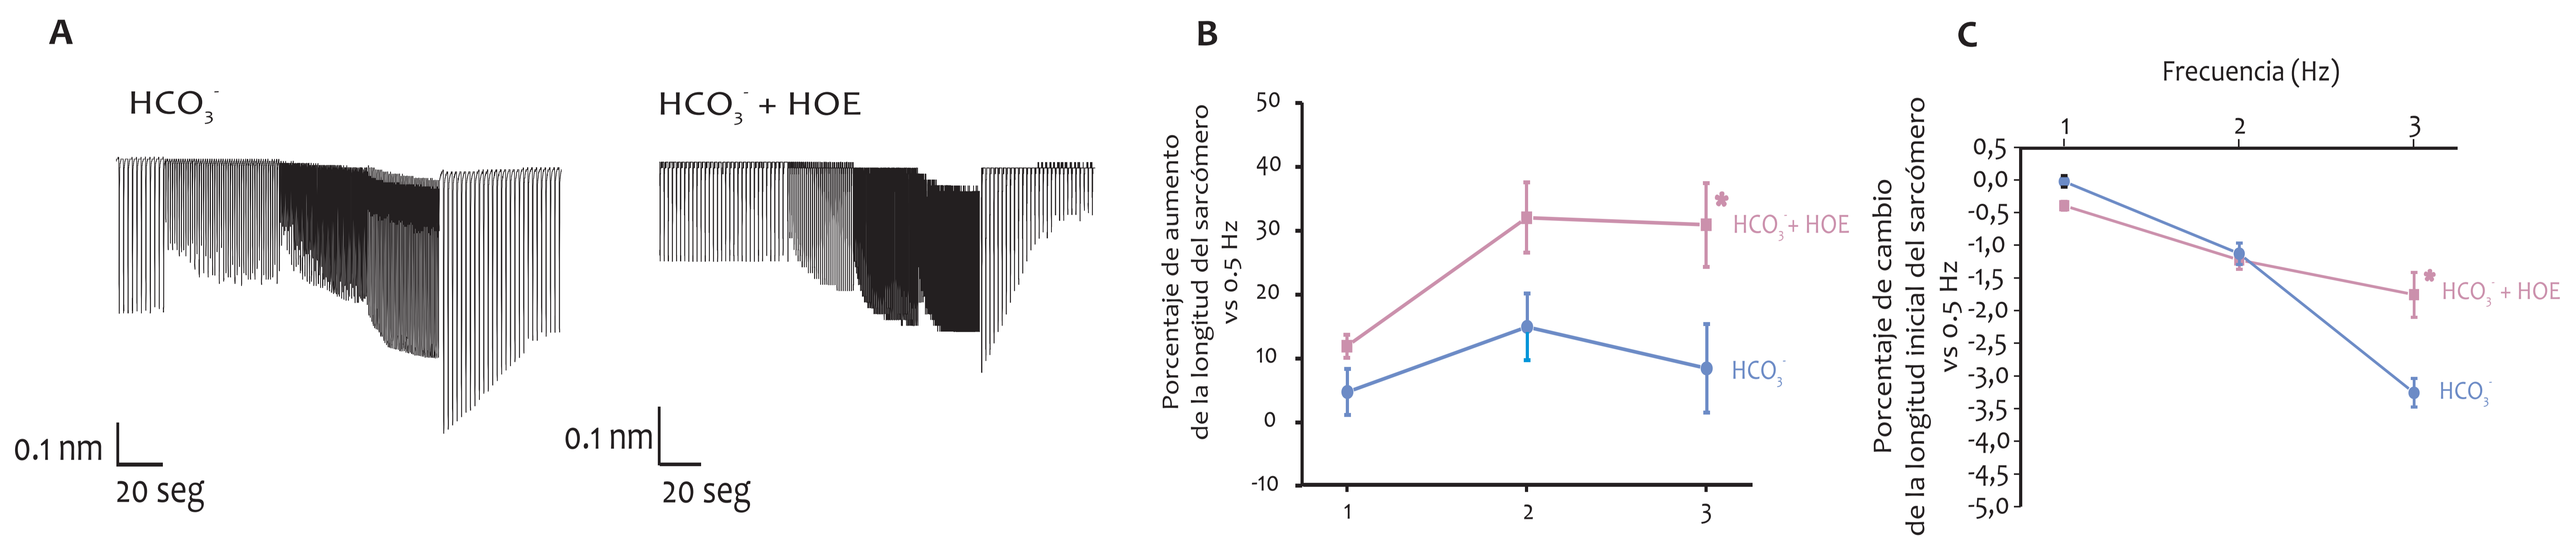 A
HCO3-
0.1 nm
20 seg
HCO3- + HOE
0.1 nm
20 seg
B
Porcentaje de aumento
de la longitud del sarcómero
vs 0.5 Hz
50
40
30
20
10
0
-10
1
2
3
*
HCO3- + HOE
HCO3-
C
Frecuencia (Hz)
1
2
3
Porcentaje de cambio
de la longitud inicial del sarcómero
vs 0.5 Hz
0,5
0,0
-0,5
-1,0
-1,5
-2,0
-2,5
-3,0
-3,5
-4,0
-4,5
-5,0
*
HCO3- + HOE
HCO3-